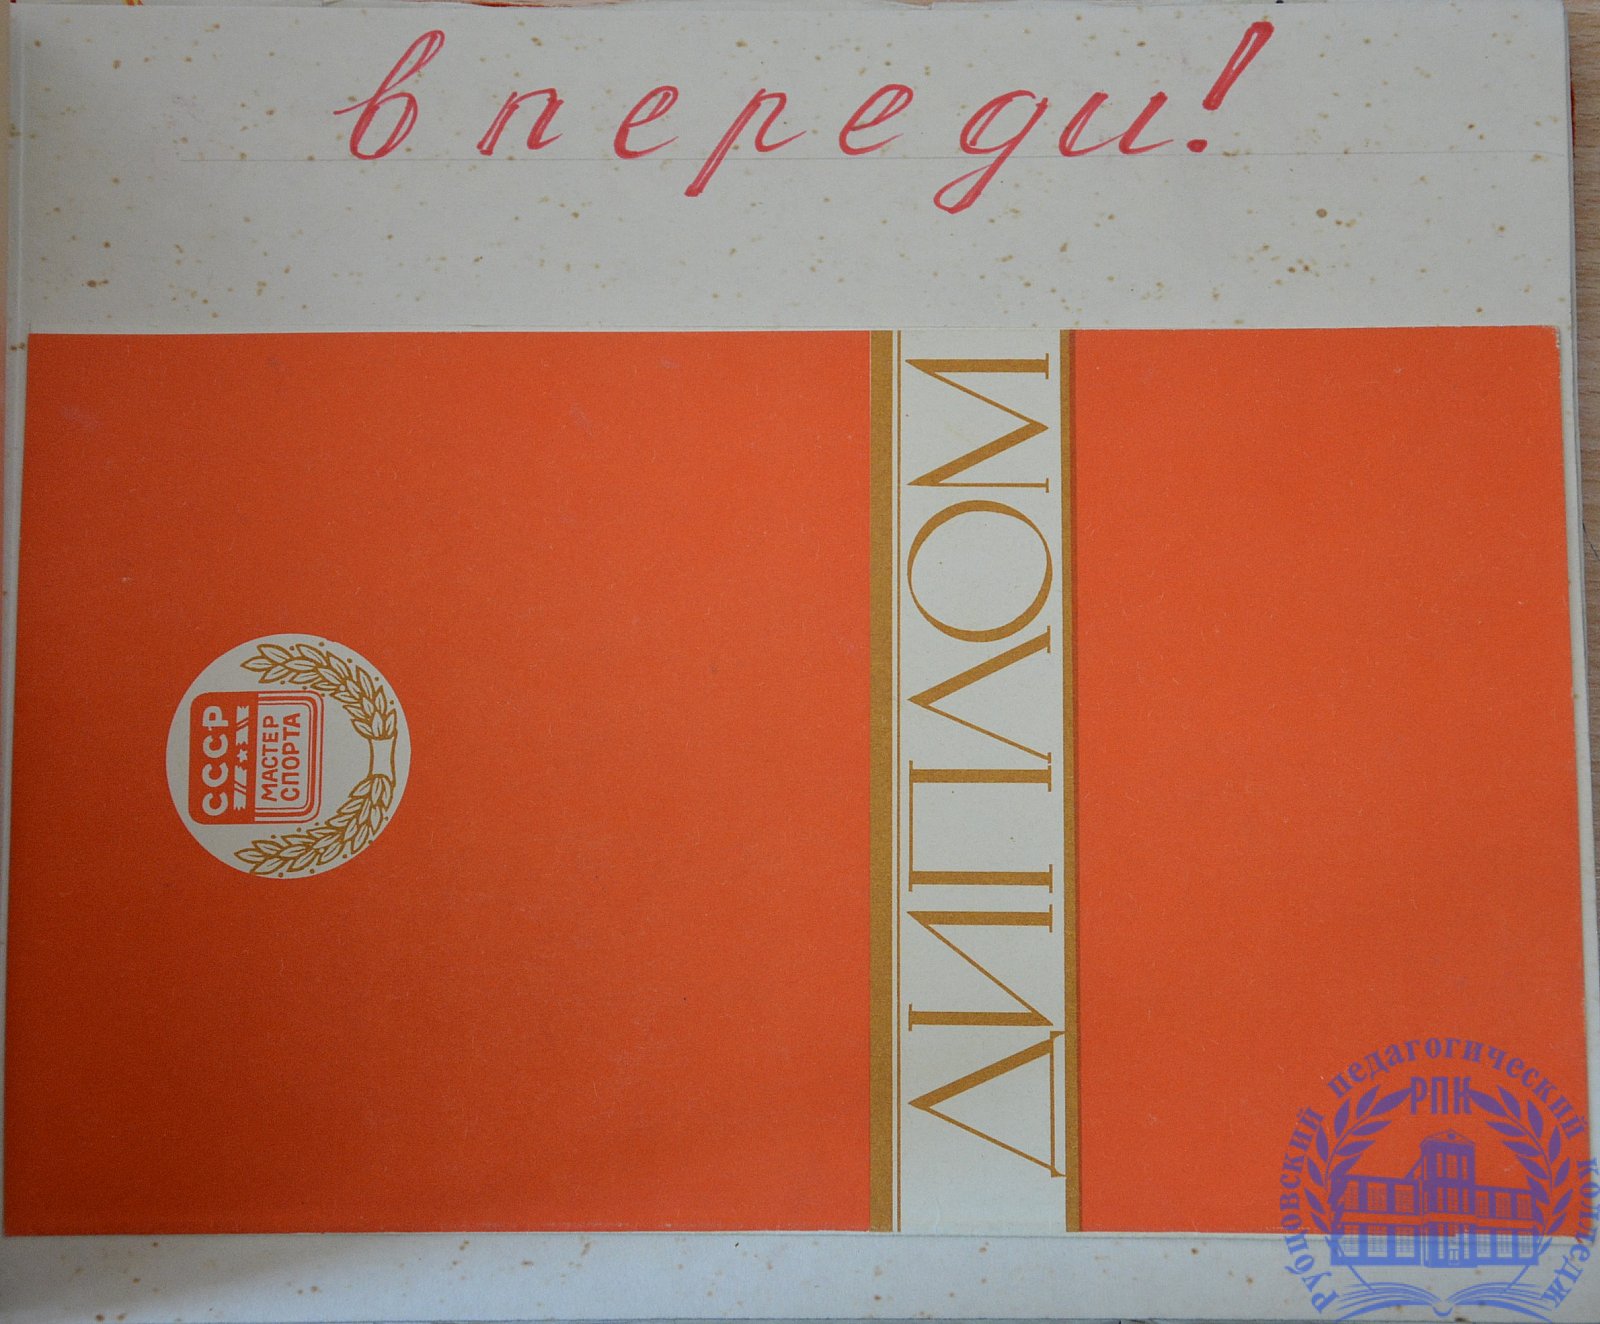 впереди!
СССР
МАСТЕР
СПОРТА
ДИПЛОМ
Рубцовский педагогический колледж
РПК